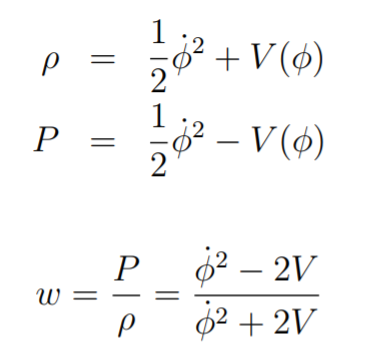 ρ = 1/2 φ̇² + V(φ)
P = 1/2 φ̇² − V(φ)
w = P/ρ = (φ̇² − 2V)/(φ̇² + 2V)